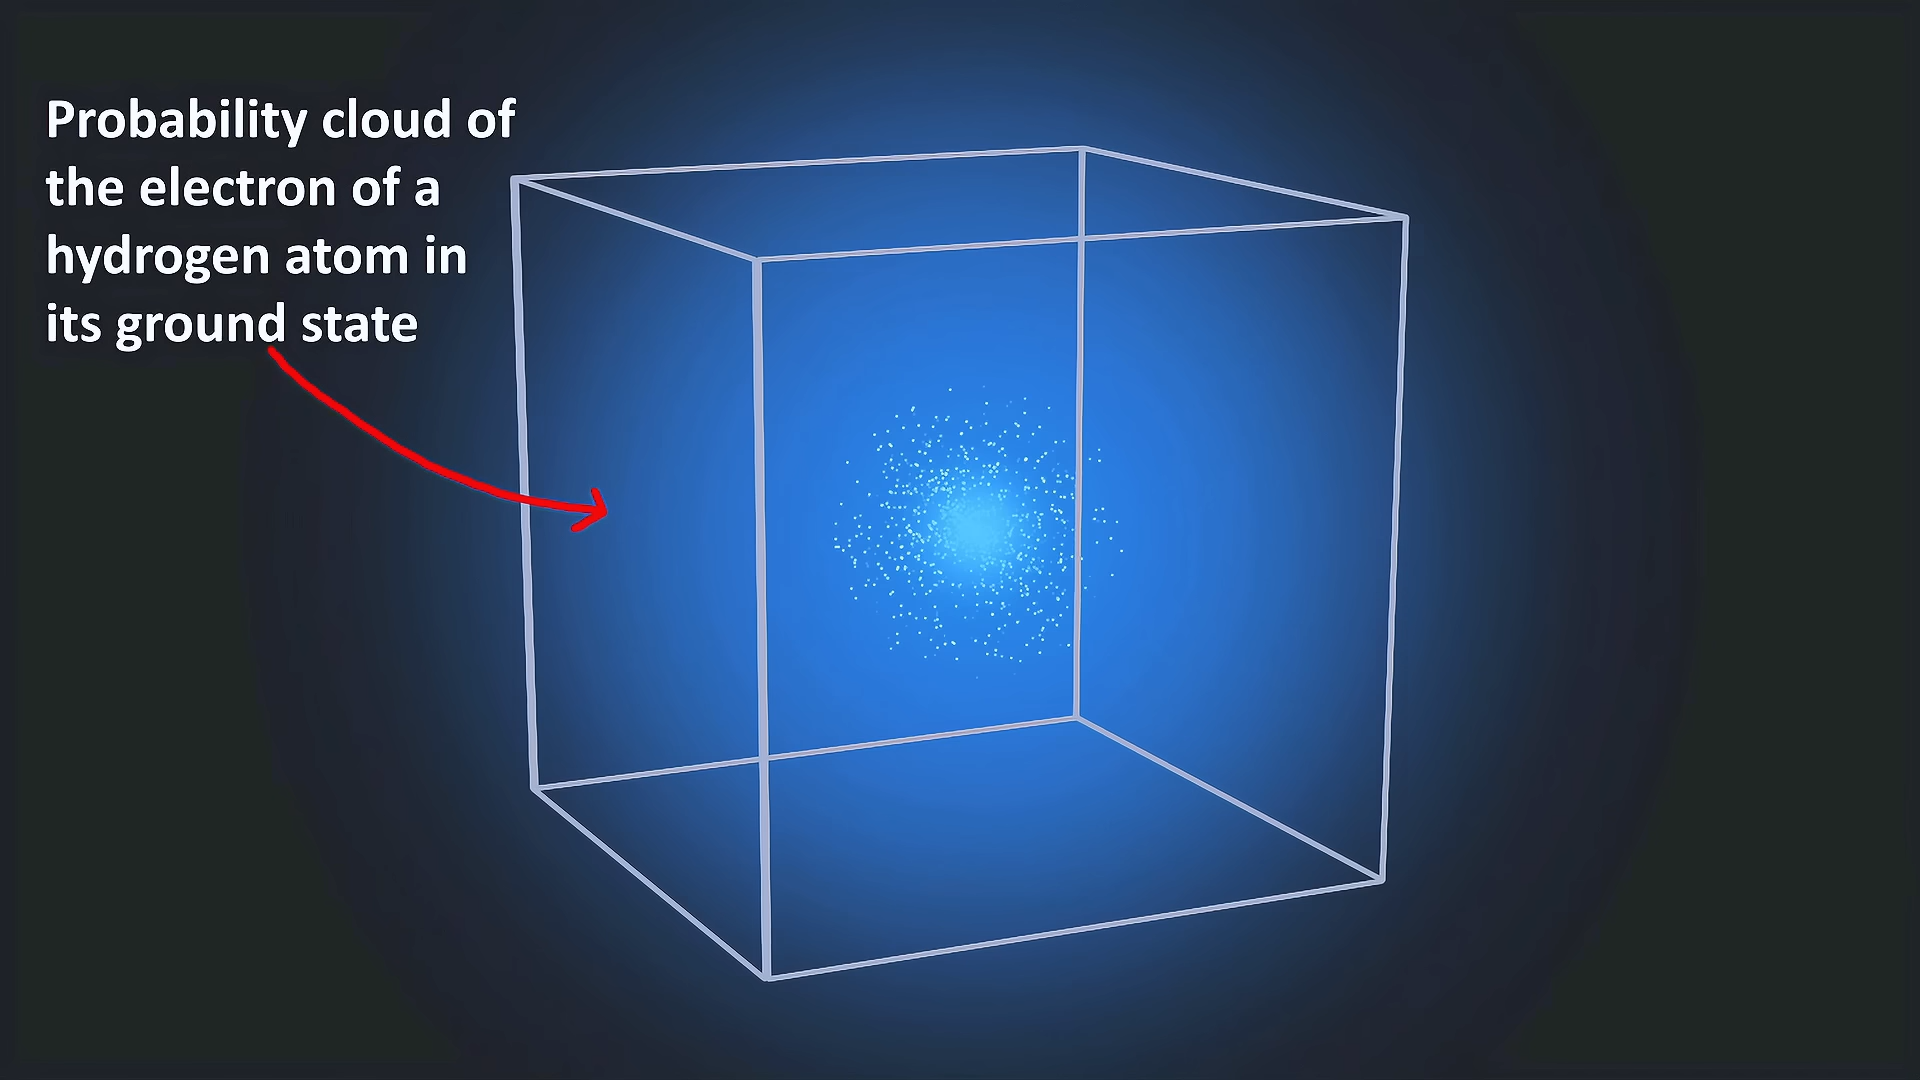 Probability cloud of
the electron of a
hydrogen atom in
its ground state